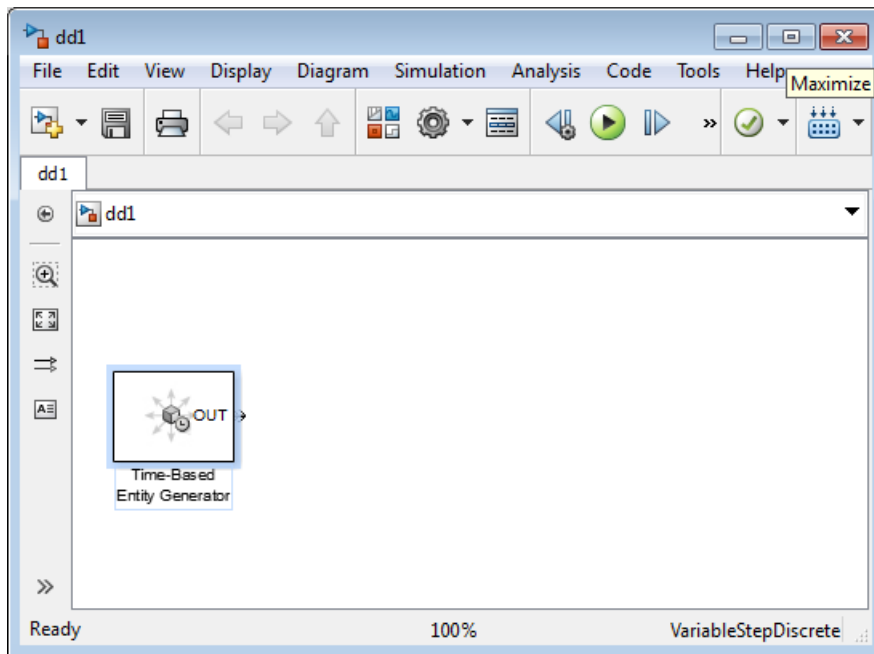 dd1
File Edit View Display Diagram Simulation Analysis Code Tools Help
Maximize
dd1
dd1
OUT
Time-Based
Entity Generator
Ready 100% VariableStepDiscrete